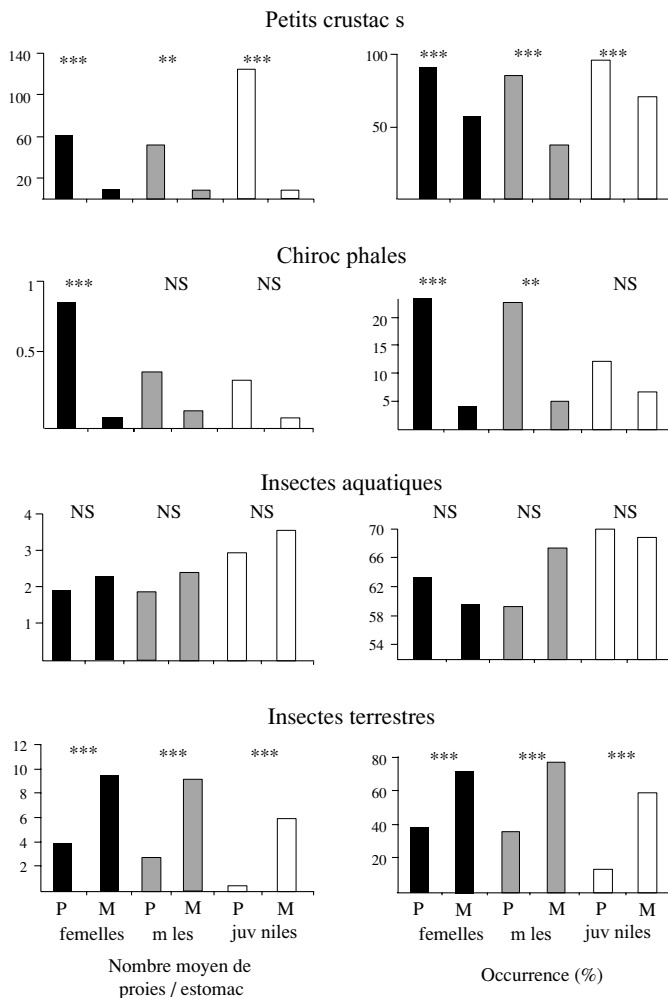 Petits crustac s
140
100
60
20
*** ** ***
100
50
*** *** ***
Chiroc phales
1
0.5
*** NS NS
20
15
10
5
*** ** NS
Insectes aquatiques
4
3
2
1
NS NS NS
70
66
62
58
54
NS NS NS
Insectes terrestres
12
10
8
6
4
2
*** *** ***
80
60
40
20
*** *** ***
P M P M P M
femelles m les juv niles
Nombre moyen de
proies / estomac
P M P M P M
femelles m les juv niles
Occurrence (%)